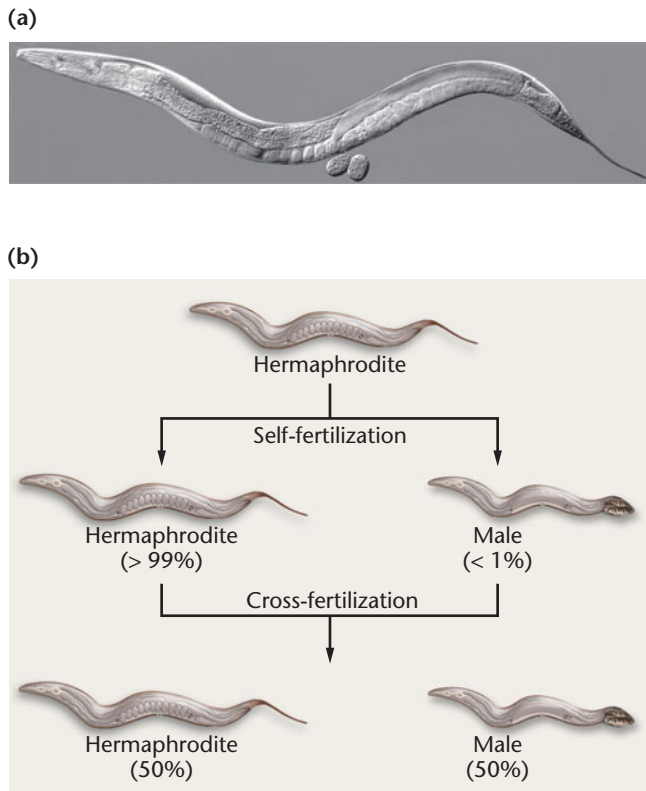 (a)
(b)
Hermaphrodite
Self-fertilization
Hermaphrodite
(> 99%)
Male
(< 1%)
Cross-fertilization
Hermaphrodite
(50%)
Male
(50%)